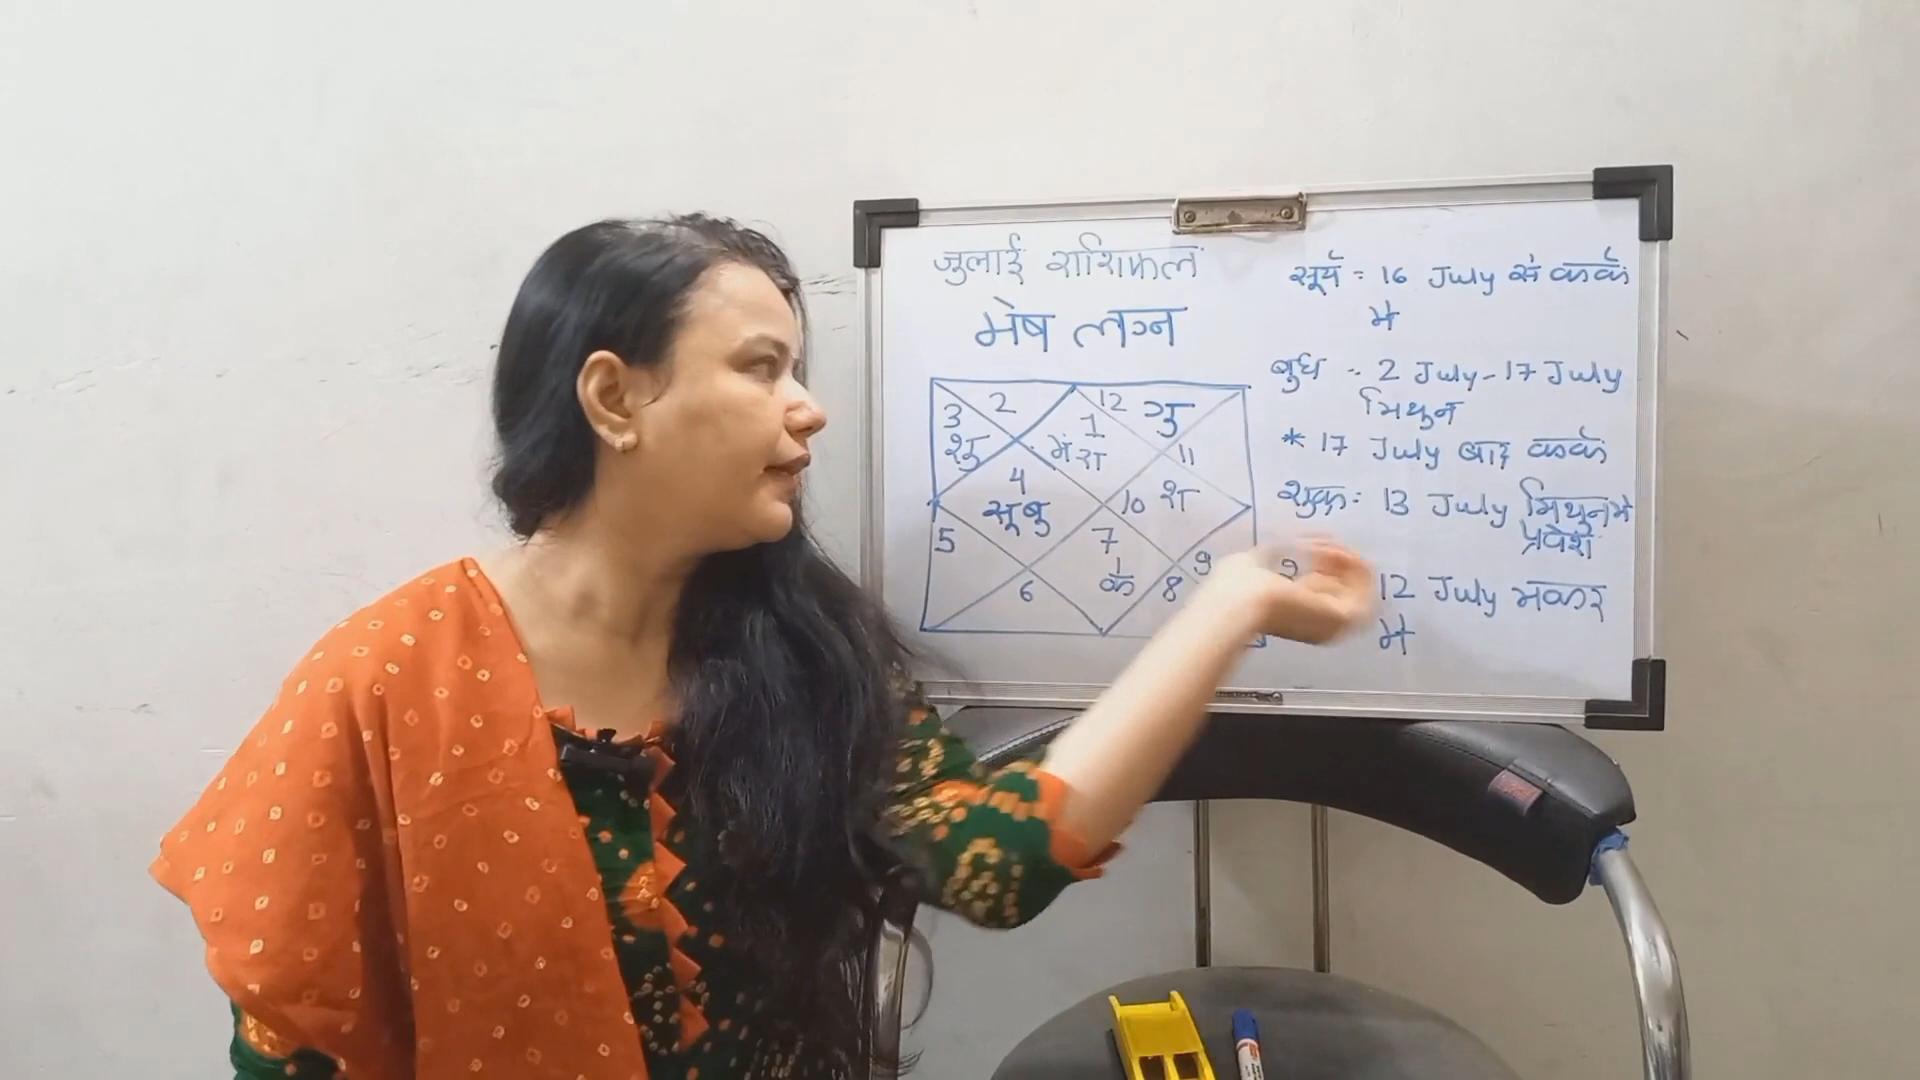 जुलाई राशिफल
मेष लग्न
2
12
गु
3
1
शु
मं रा
11
4
सू बु
10 श
5
7
के
9
6
8
सूर्य = 16 July से कर्क
में
बुध - 2 July - 17 July
मिथुन
* 17 July बाद कर्क
शुक्र = 13 July मिथुन में
प्रवेश
12 July मकर
में